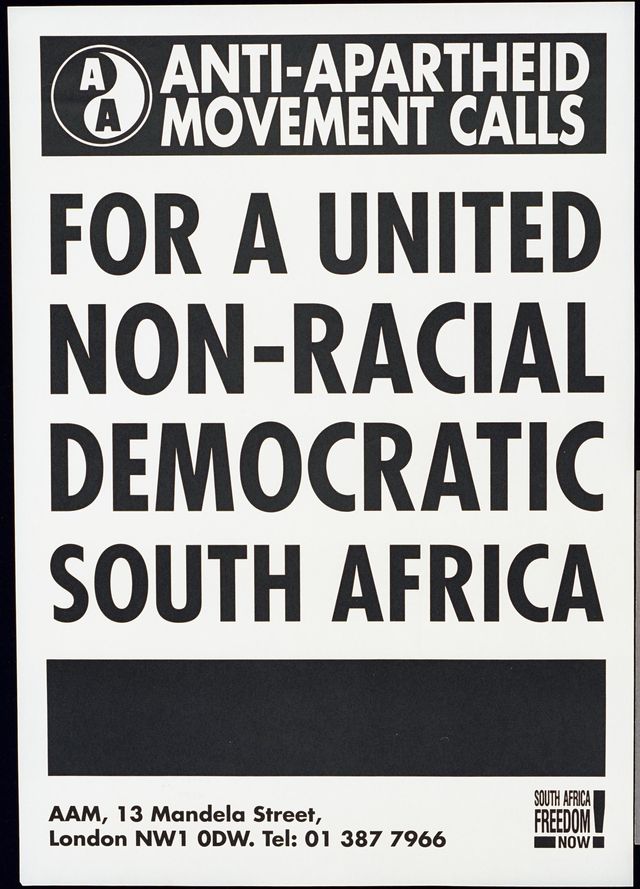 AA
ANTI-APARTHEID
MOVEMENT CALLS
FOR A UNITED
NON-RACIAL
DEMOCRATIC
SOUTH AFRICA
AAM, 13 Mandela Street,
London NW1 0DW. Tel: 01 387 7966
SOUTH AFRICA
FREEDOM
NOW!